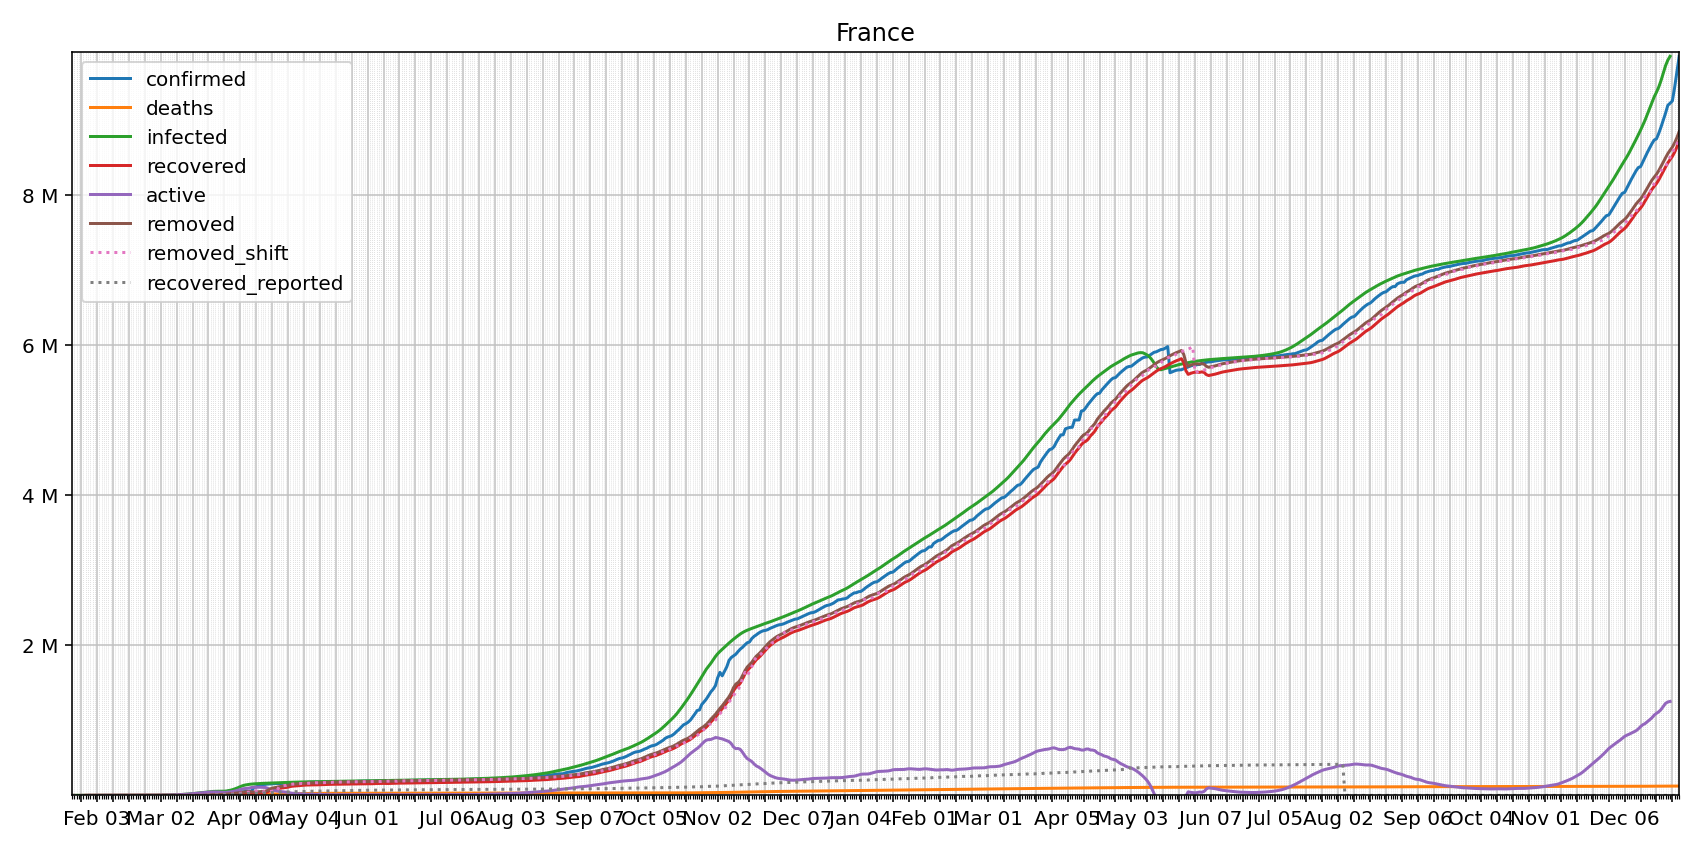 France
confirmed
deaths
infected
recovered
active
removed
removed_shift
recovered_reported
8 M
6 M
4 M
2 M
Feb 03 Mar 02 Apr 06 May 04 Jun 01 Jul 06 Aug 03 Sep 07 Oct 05 Nov 02 Dec 07 Jan 04 Feb 01 Mar 01 Apr 05 May 03 Jun 07 Jul 05 Aug 02 Sep 06 Oct 04 Nov 01 Dec 06